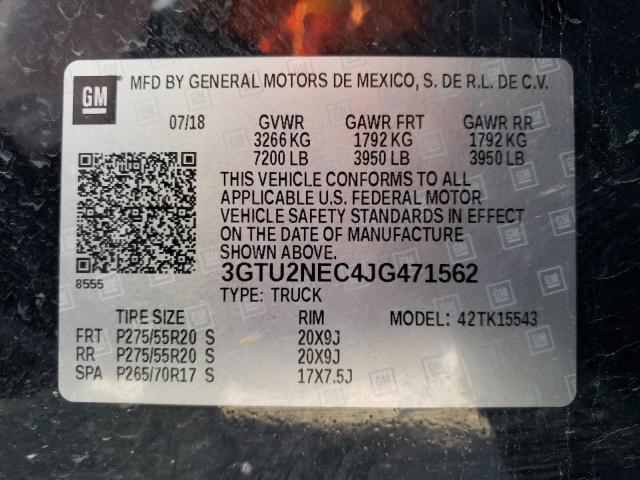 GM MFD BY GENERAL MOTORS DE MEXICO, S. DE R.L. DE C.V.
07/18 GVWR GAWR FRT GAWR RR
3266 KG 1792 KG 1792 KG
7200 LB 3950 LB 3950 LB
THIS VEHICLE CONFORMS TO ALL
APPLICABLE U.S. FEDERAL MOTOR
VEHICLE SAFETY STANDARDS IN EFFECT
ON THE DATE OF MANUFACTURE
SHOWN ABOVE.
8555 3GTU2NEC4JG471562
TYPE: TRUCK
TIRE SIZE RIM MODEL: 42TK15543
FRT P275/55R20 S 20X9J
RR P275/55R20 S 20X9J
SPA P265/70R17 S 17X7.5J